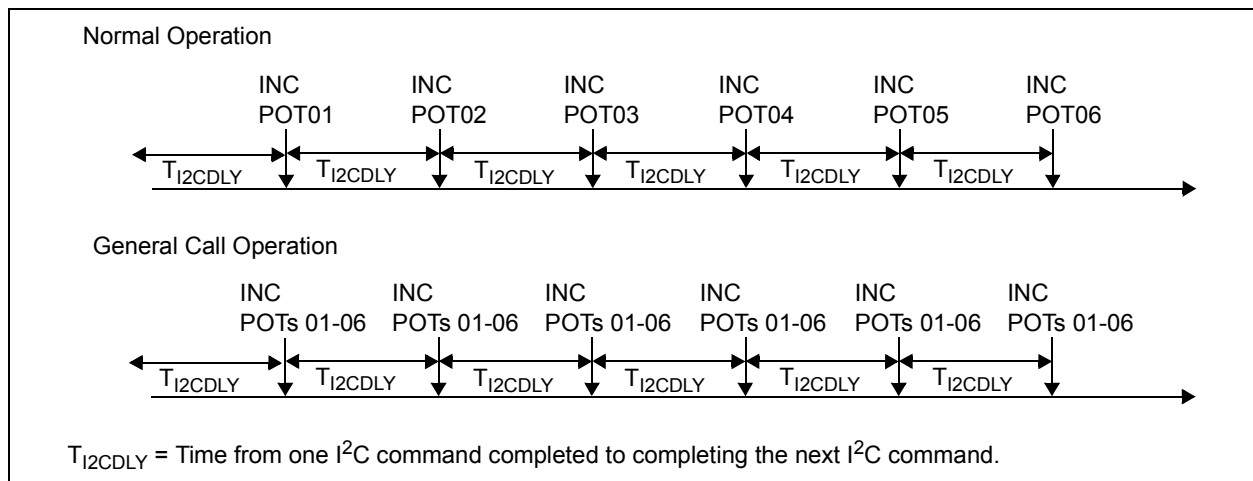 Normal Operation
INC INC INC INC INC INC
POT01 POT02 POT03 POT04 POT05 POT06
TI2CDLY TI2CDLY TI2CDLY TI2CDLY TI2CDLY TI2CDLY
General Call Operation
INC INC INC INC INC INC
POTs 01-06 POTs 01-06 POTs 01-06 POTs 01-06 POTs 01-06 POTs 01-06
TI2CDLY TI2CDLY TI2CDLY TI2CDLY TI2CDLY TI2CDLY
TI2CDLY = Time from one I²C command completed to completing the next I²C command.